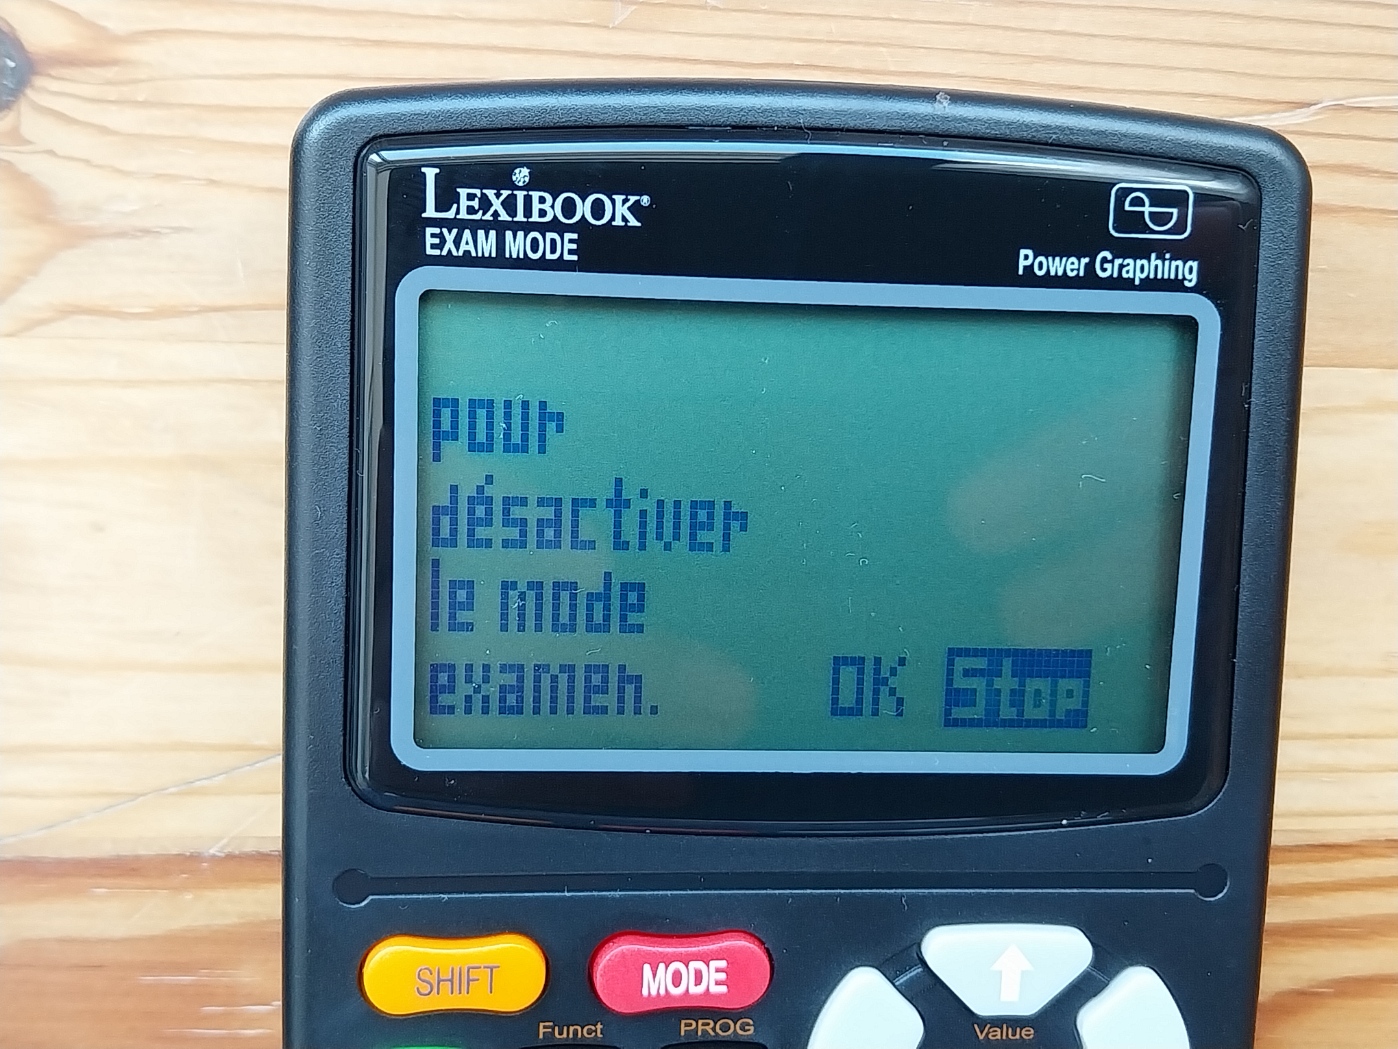 LEXIBOOK®
EXAM MODE
Power Graphing
pour
désactiver
le mode
examen. OK Stop
SHIFT MODE
Funct PROG Value